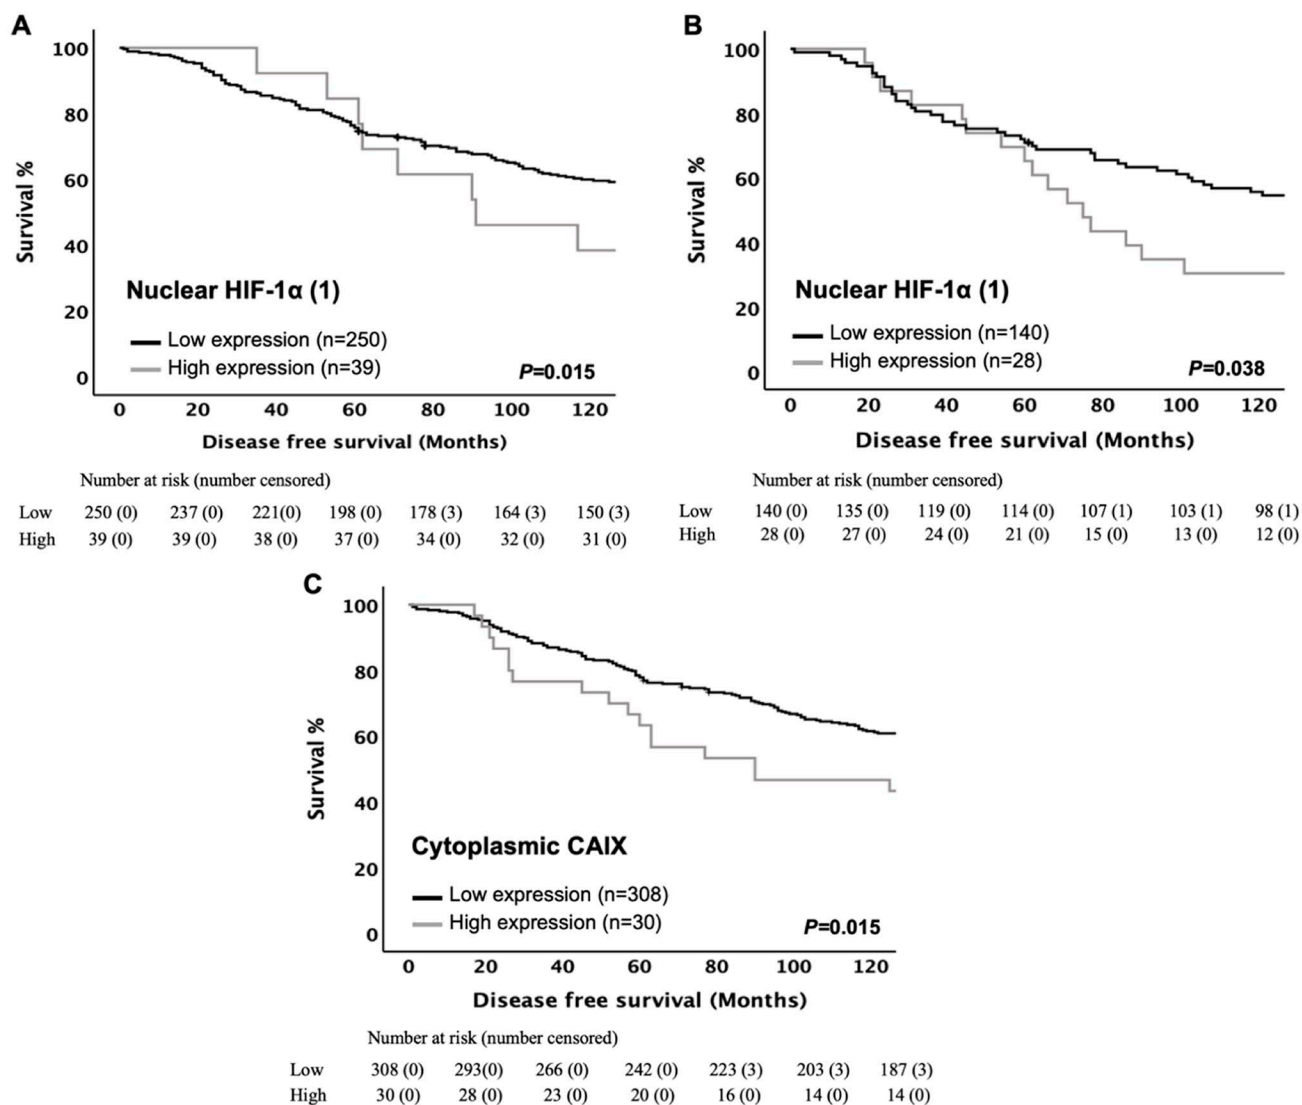 A
100
80
60
40
20
0
Survival %
Nuclear HIF-1α (1)
Low expression (n=250)
High expression (n=39)
P=0.015
0 20 40 60 80 100 120
Disease free survival (Months)
Number at risk (number censored)
Low 250 (0) 237 (0) 221(0) 198 (0) 178 (3) 164 (3) 150 (3)
High 39 (0) 39 (0) 38 (0) 37 (0) 34 (0) 32 (0) 31 (0)
B
100
80
60
40
20
0
Survival %
Nuclear HIF-1α (1)
Low expression (n=140)
High expression (n=28)
P=0.038
0 20 40 60 80 100 120
Disease free survival (Months)
Number at risk (number censored)
Low 140 (0) 135 (0) 119 (0) 114 (0) 107 (1) 103 (1) 98 (1)
High 28 (0) 27 (0) 24 (0) 21 (0) 15 (0) 13 (0) 12 (0)
C
100
80
60
40
20
0
Survival %
Cytoplasmic CAIX
Low expression (n=308)
High expression (n=30)
P=0.015
0 20 40 60 80 100 120
Disease free survival (Months)
Number at risk (number censored)
Low 308 (0) 293(0) 266 (0) 242 (0) 223 (3) 203 (3) 187 (3)
High 30 (0) 28 (0) 23 (0) 20 (0) 16 (0) 14 (0) 14 (0)